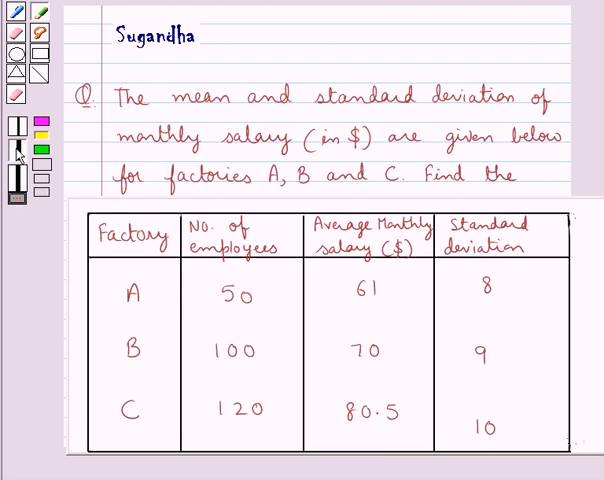 Sugandha
Q. The mean and standard deviation of
monthly salary (in $) are given below
for factories A, B and C. Find the
Factory No. of employees Average Monthly salary ($) Standard deviation
A 50 61 8
B 100 70 9
C 120 80.5 10